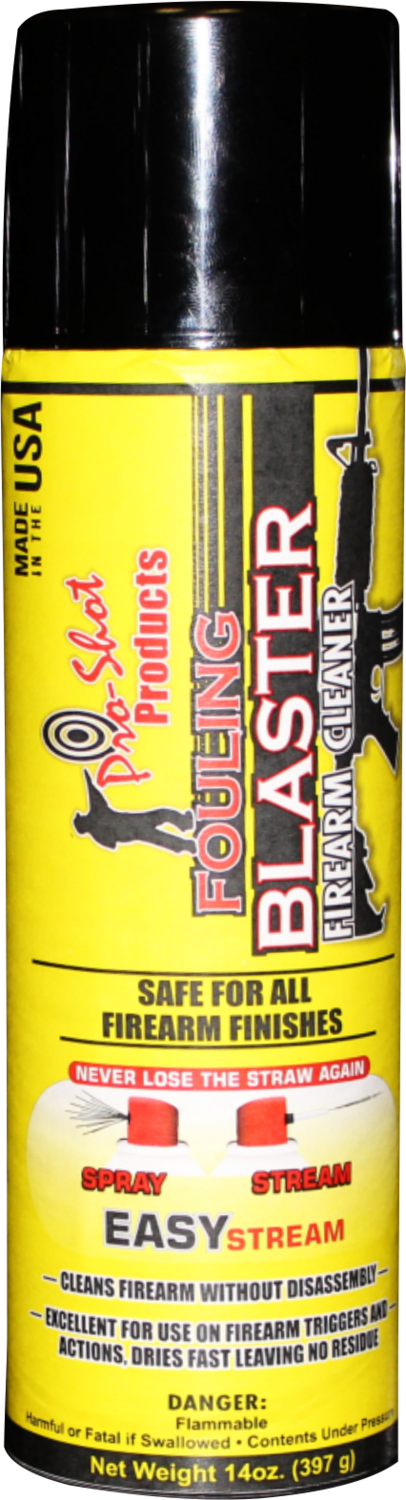 MADE
IN THE
USA
Pro-Shot
Products
FOULING
BLASTER
FIREARM CLEANER
SAFE FOR ALL
FIREARM FINISHES
NEVER LOSE THE STRAW AGAIN
SPRAY STREAM
EASYSTREAM
— CLEANS FIREARM WITHOUT DISASSEMBLY —
— EXCELLENT FOR USE ON FIREARM TRIGGERS AND —
ACTIONS, DRIES FAST LEAVING NO RESIDUE
DANGER:
Flammable
Harmful or Fatal if Swallowed • Contents Under Pressure
Net Weight 14oz. (397 g)